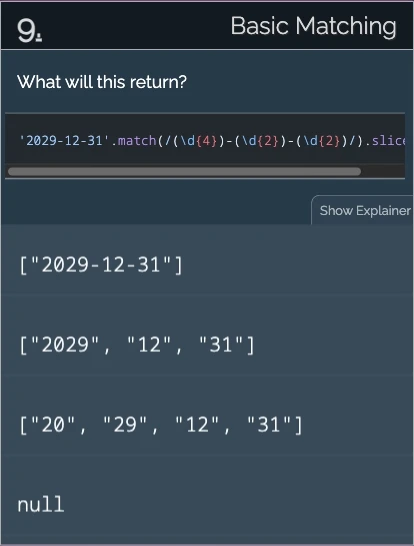 9.
Basic Matching
What will this return?
'2029-12-31'.match(/(\d{4})-(\d{2})-(\d{2})/).slice
Show Explainer
["2029-12-31"]
["2029", "12", "31"]
["20", "29", "12", "31"]
null